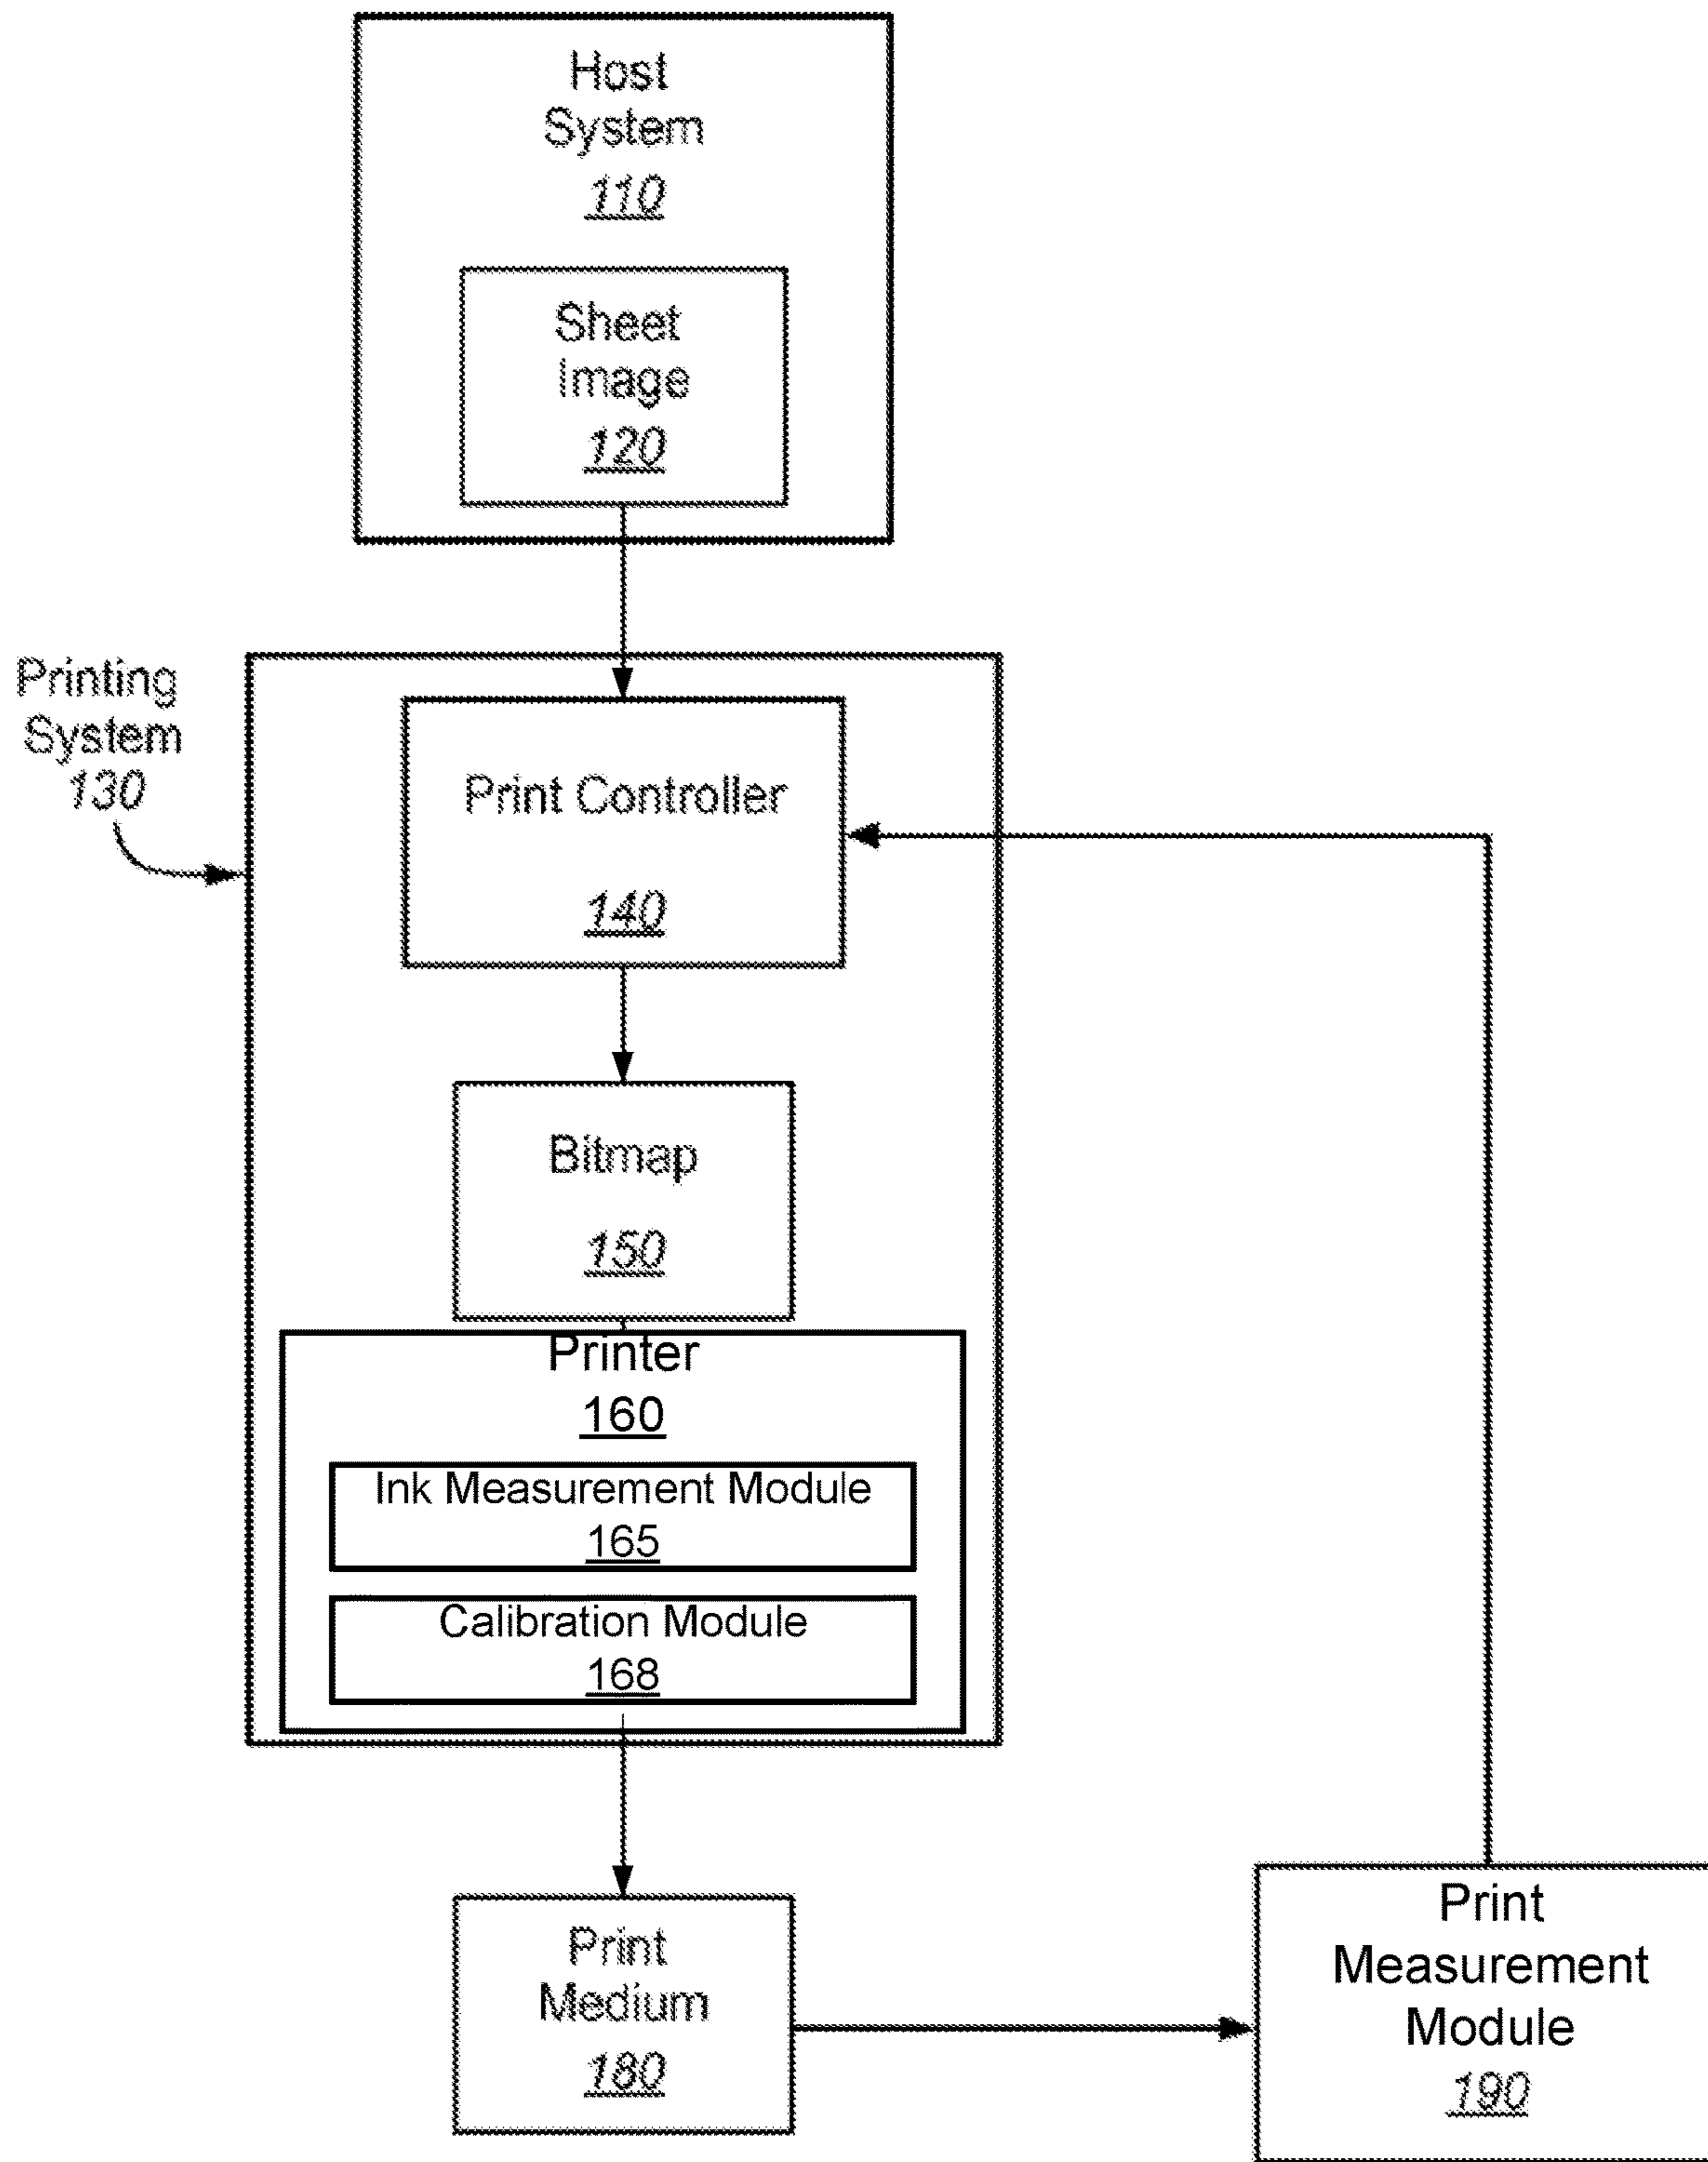 Host
System
110
Sheet
Image
120
Printing
System
130
Print Controller
140
Bitmap
150
Printer
160
Ink Measurement Module
165
Calibration Module
168
Print
Medium
180
Print
Measurement
Module
190